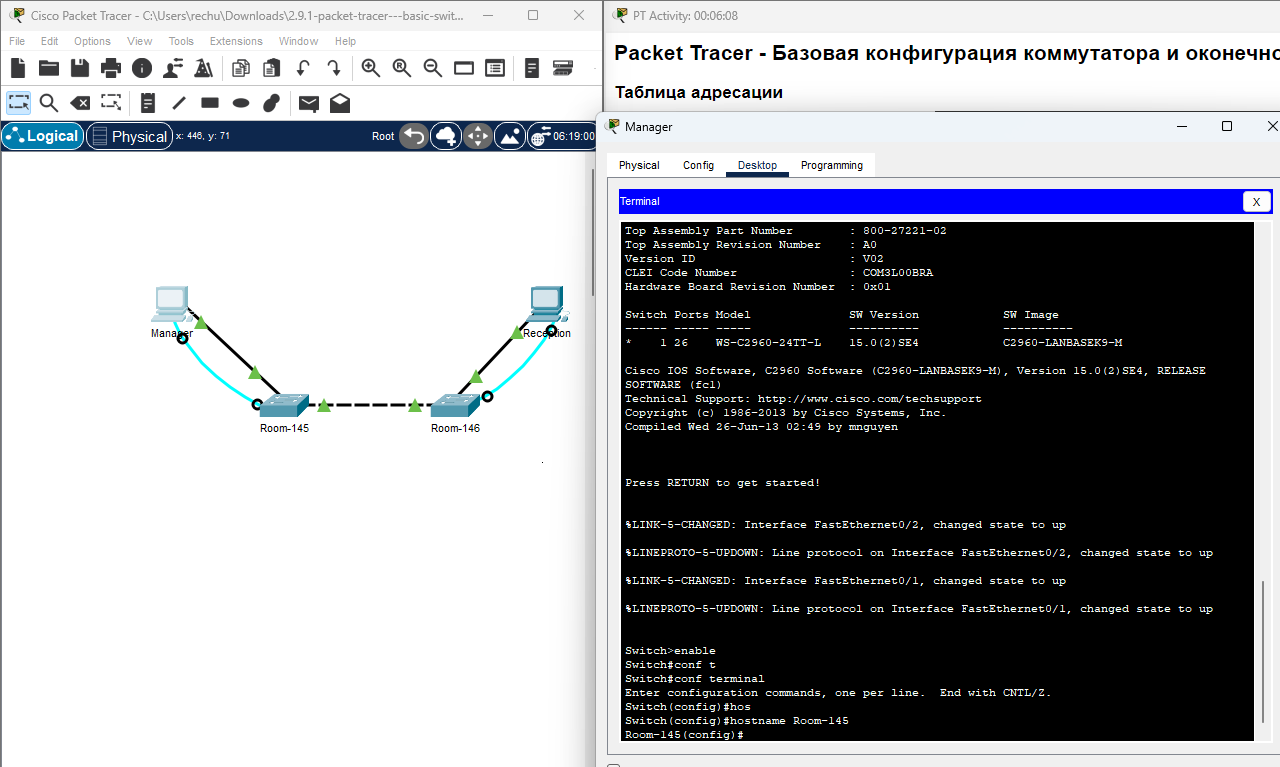 Cisco Packet Tracer - C:\Users\rechu\Downloads\2.9.1-packet-tracer---basic-swit...
File Edit Options View Tools Extensions Window Help
Logical Physical x: 446, y: 71 Root 06:19:00
Manager
Reception
Room-145
Room-146
PT Activity: 00:06:08
Packet Tracer - Базовая конфигурация коммутатора и оконечно
Таблица адресации
Manager
Physical Config Desktop Programming
Terminal X
Top Assembly Part Number : 800-27221-02
Top Assembly Revision Number : A0
Version ID : V02
CLEI Code Number : COM3L00BRA
Hardware Board Revision Number : 0x01
Switch Ports Model SW Version SW Image
------ ----- ----- ---------- ----------
* 1 26 WS-C2960-24TT-L 15.0(2)SE4 C2960-LANBASEK9-M
Cisco IOS Software, C2960 Software (C2960-LANBASEK9-M), Version 15.0(2)SE4, RELEASE
SOFTWARE (fc1)
Technical Support: http://www.cisco.com/techsupport
Copyright (c) 1986-2013 by Cisco Systems, Inc.
Compiled Wed 26-Jun-13 02:49 by mnguyen
Press RETURN to get started!
%LINK-5-CHANGED: Interface FastEthernet0/2, changed state to up
%LINEPROTO-5-UPDOWN: Line protocol on Interface FastEthernet0/2, changed state to up
%LINK-5-CHANGED: Interface FastEthernet0/1, changed state to up
%LINEPROTO-5-UPDOWN: Line protocol on Interface FastEthernet0/1, changed state to up
Switch>enable
Switch#conf t
Switch#conf terminal
Enter configuration commands, one per line. End with CNTL/Z.
Switch(config)#hos
Switch(config)#hostname Room-145
Room-145(config)#